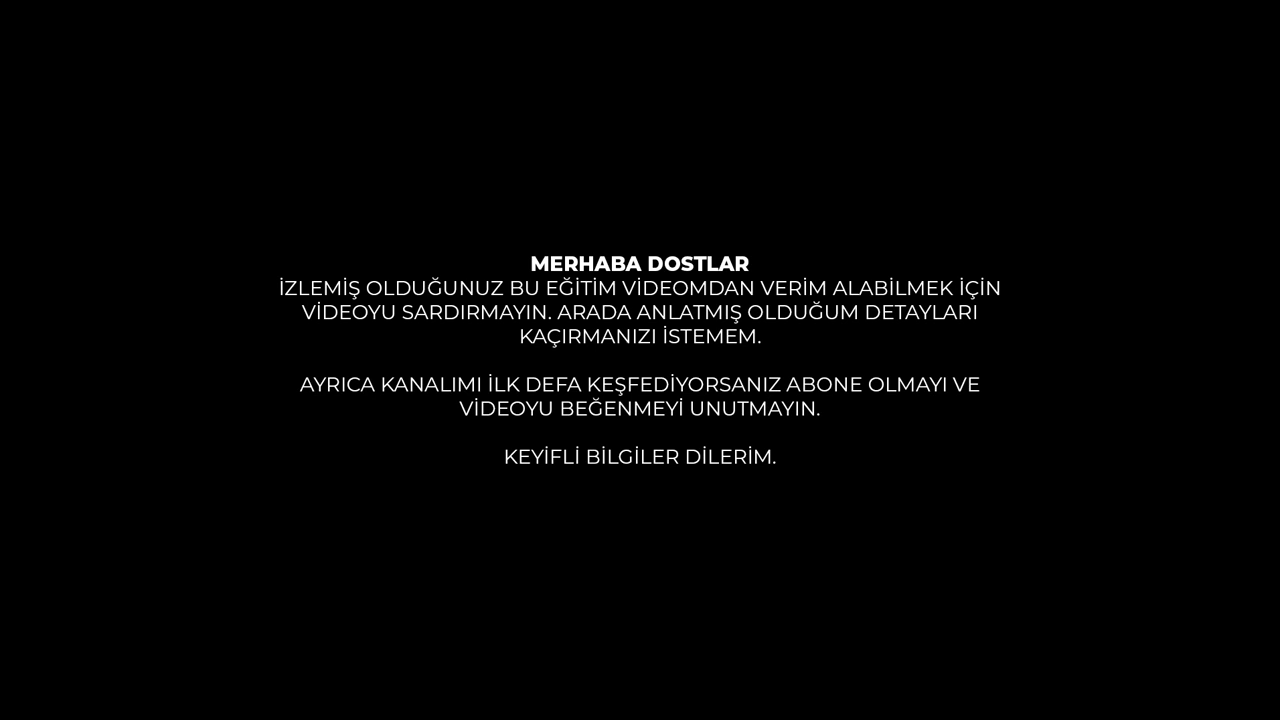 MERHABA DOSTLAR
İZLEMİŞ OLDUĞUNUZ BU EĞİTİM VİDEOMDAN VERİM ALABİLMEK İÇİN
VİDEOYU SARDIRMAYIN. ARADA ANLATMIŞ OLDUĞUM DETAYLARI
KAÇIRMANIZI İSTEMEM.
AYRICA KANALIMI İLK DEFA KEŞFEDİYORSANIZ ABONE OLMAYI VE
VİDEOYU BEĞENMEYİ UNUTMAYIN.
KEYİFLİ BİLGİLER DİLERİM.